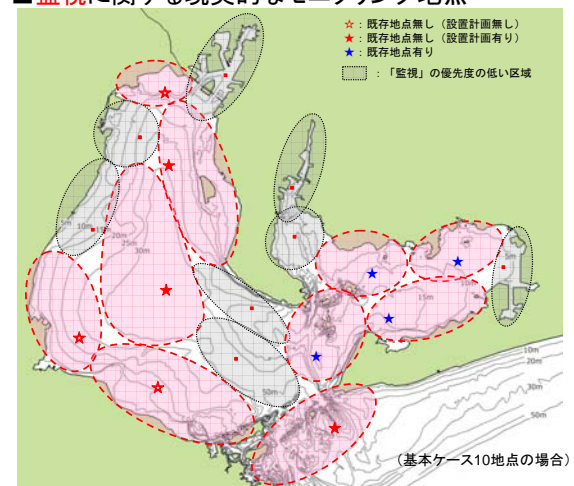 ■監視に関する現実的なモニタリング地点
☆：既存地点無し（設置計画無し）
★：既存地点無し（設置計画有り）
★：既存地点有り
：「監視」の優先度の低い区域
5m
10m
15m
25m
30m
5m
10m
15m
50m
10m
20m
30m
50m
（基本ケース10地点の場合）